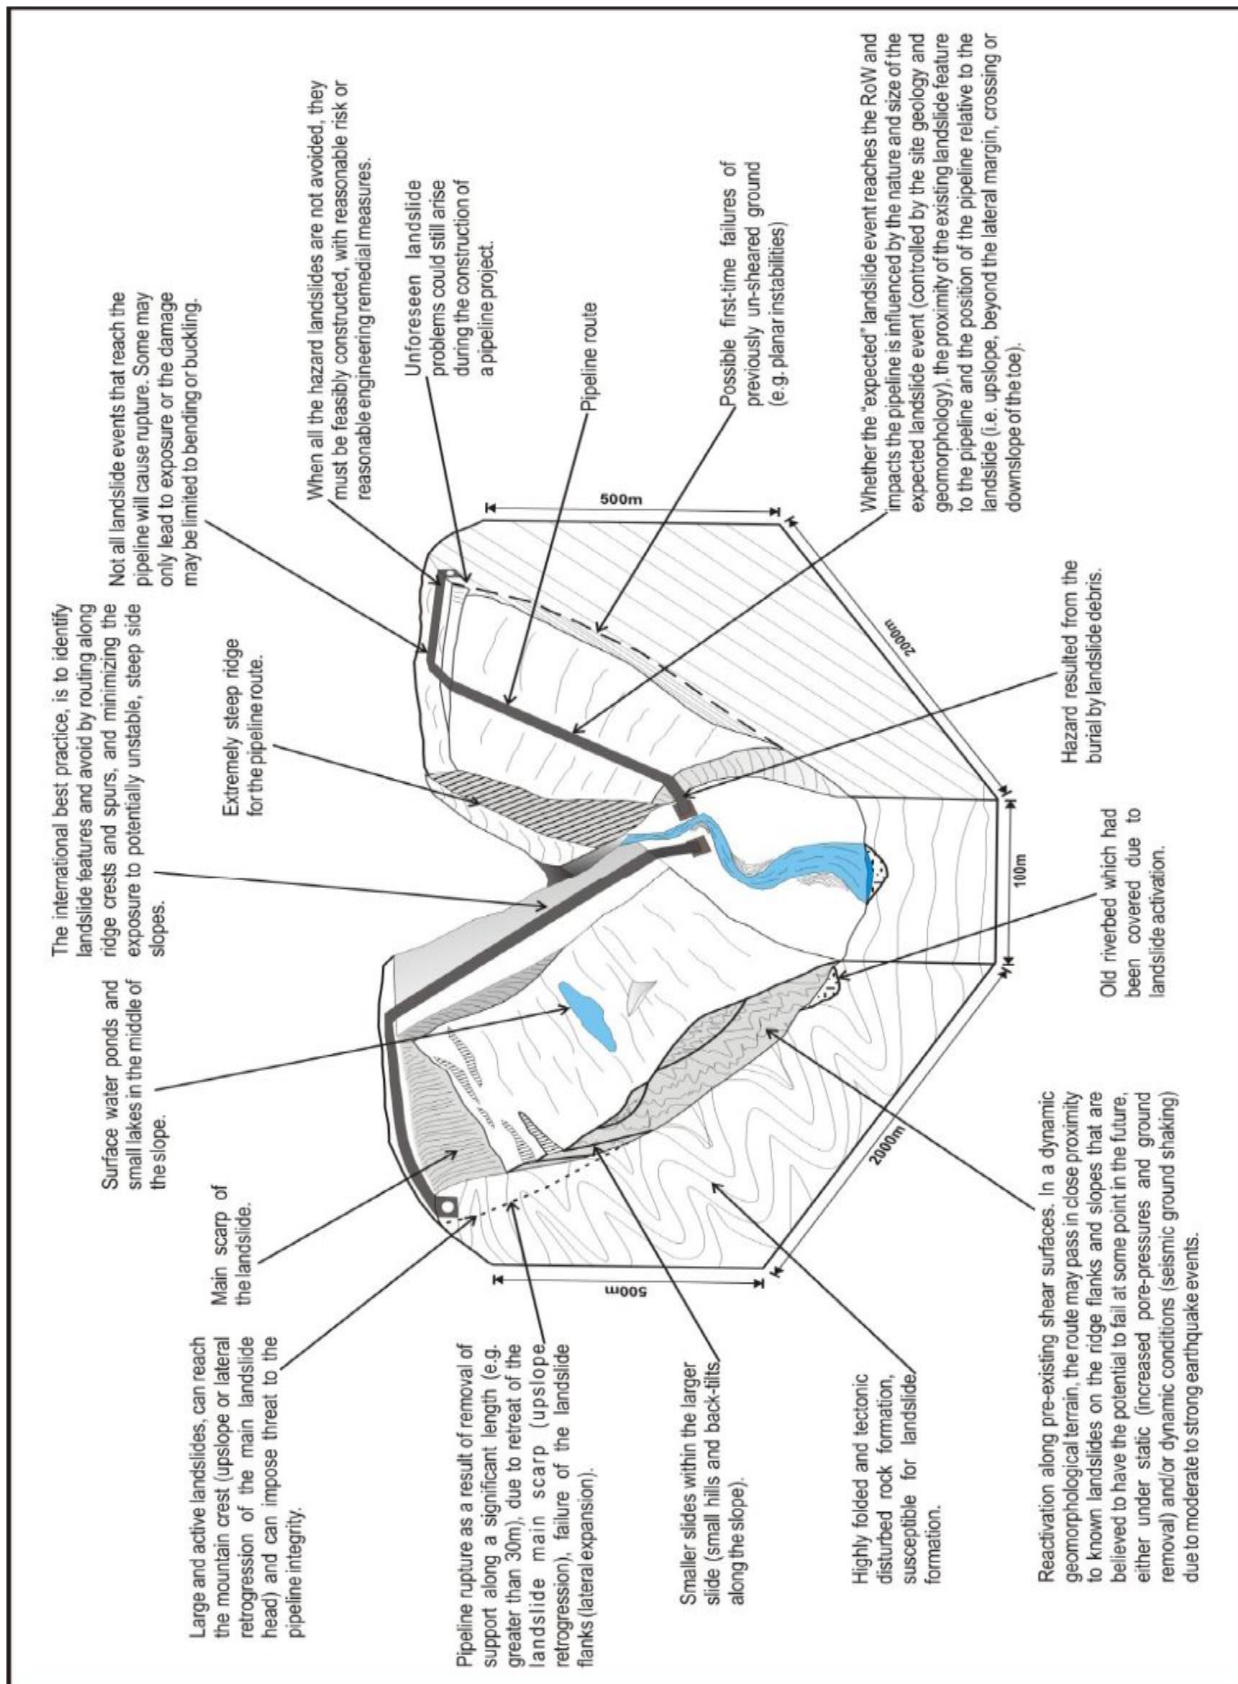 Large and active landslides, can reach
the mountain crest (upslope or lateral
retrogression of the main landslide
head) and can impose threat to the
pipeline integrity.
Main scarp of
the landslide.
Surface water ponds and
small lakes in the middle of
the slope.
The international best practice, is to identify
landslide features and avoid by routing along
ridge crests and spurs, and minimizing the
exposure to potentially unstable, steep side
slopes.
Extremely steep ridge
for the pipeline route.
Not all landslide events that reach the
pipeline will cause rupture. Some may
only lead to exposure or the damage
may be limited to bending or buckling.
When all the hazard landslides are not avoided, they
must be feasibly constructed, with reasonable risk or
reasonable engineering remedial measures.
Unforeseen landslide
problems could still arise
during the construction of
a pipeline project.
Pipeline route
Possible first-time failures of
previously un-sheared ground
(e.g. planar instabilities)
Whether the "expected" landslide event reaches the RoW and
impacts the pipeline is influenced by the nature and size of the
expected landslide event (controlled by the site geology and
geomorphology), the proximity of the existing landslide feature
to the pipeline and the position of the pipeline relative to the
landslide (i.e. upslope, beyond the lateral margin, crossing or
downslope of the toe).
Pipeline rupture as a result of removal of
support along a significant length (e.g.
greater than 30m), due to retreat of the
landslide main scarp (upslope
retrogression), failure of the landslide
flanks (lateral expansion).
Smaller slides within the larger
slide (small hills and back-tilts
along the slope).
Highly folded and tectonic
disturbed rock formation,
susceptible for landslide
formation.
Reactivation along pre-existing shear surfaces. In a dynamic
geomorphological terrain, the route may pass in close proximity
to known landslides on the ridge flanks and slopes that are
believed to have the potential to fail at some point in the future,
either under static (increased pore-pressures and ground
removal) and/or dynamic conditions (seismic ground shaking)
due to moderate to strong earthquake events.
Old riverbed which had
been covered due to
landslide activation.
Hazard resulted from the
burial by landslide debris.
500m
2000m
100m
2000m
500m